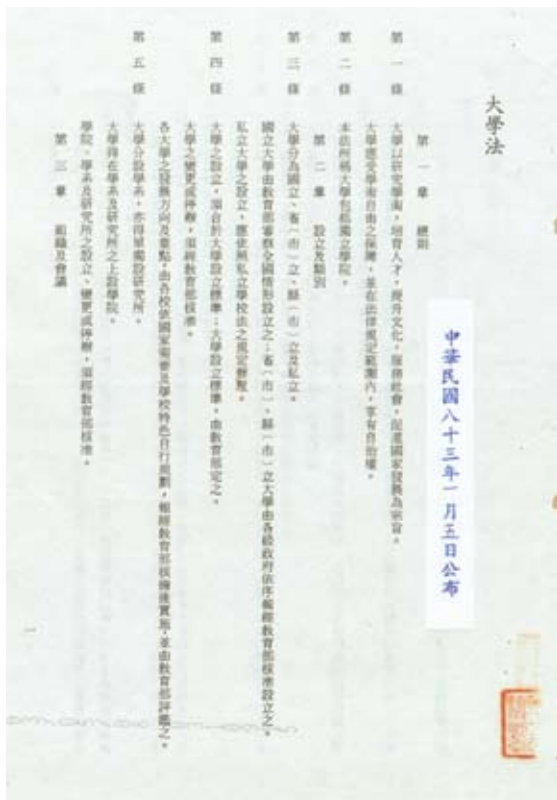 大學法
中華民國八十三年一月五日公布
第一章 總則
第一條 大學以研究學術，培育人才，提升文化，服務社會，促進國家發展為宗旨。
大學應受學術自由之保障，並在法律規定範圍內，享有自治權。
第二條 本法所稱大學包括獨立學院。
第二章 設立及類別
第三條 大學分為國立、省（市）立、縣（市）立及私立。
國立大學由教育部審察全國情形設立之；省（市）、縣（市）立大學由各級政府依序報經教育部核准設立之。
私立大學之設立，應依照私立學校法之規定辦理。
第四條 大學之設立，須合於大學設立標準；大學設立標準，由教育部定之。
大學之變更或停辦，須經教育部核准。
各大學之發展方向及重點，由各校依國家需要及學校特色自行規劃，報經教育部核備後實施，並由教育部評鑑之。
第五條 大學分設學系，亦得單獨設研究所。
大學得在學系及研究所之上設學院。
學院、學系及研究所之設立、變更或停辦，須經教育部核准。
第三章 組織及會議